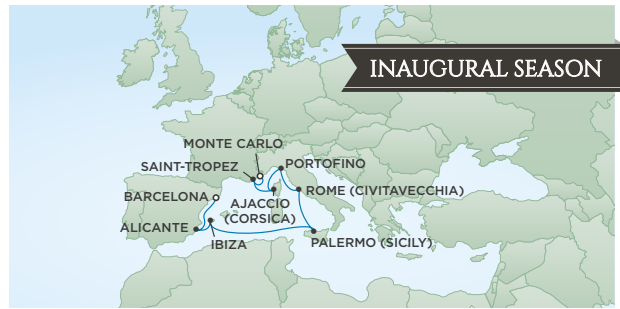 INAUGURAL SEASON
MONTE CARLO
SAINT-TROPEZ
PORTOFINO
BARCELONA
AJACCIO
(CORSICA)
ROME (CIVITAVECCHIA)
ALICANTE
IBIZA
PALERMO (SICILY)